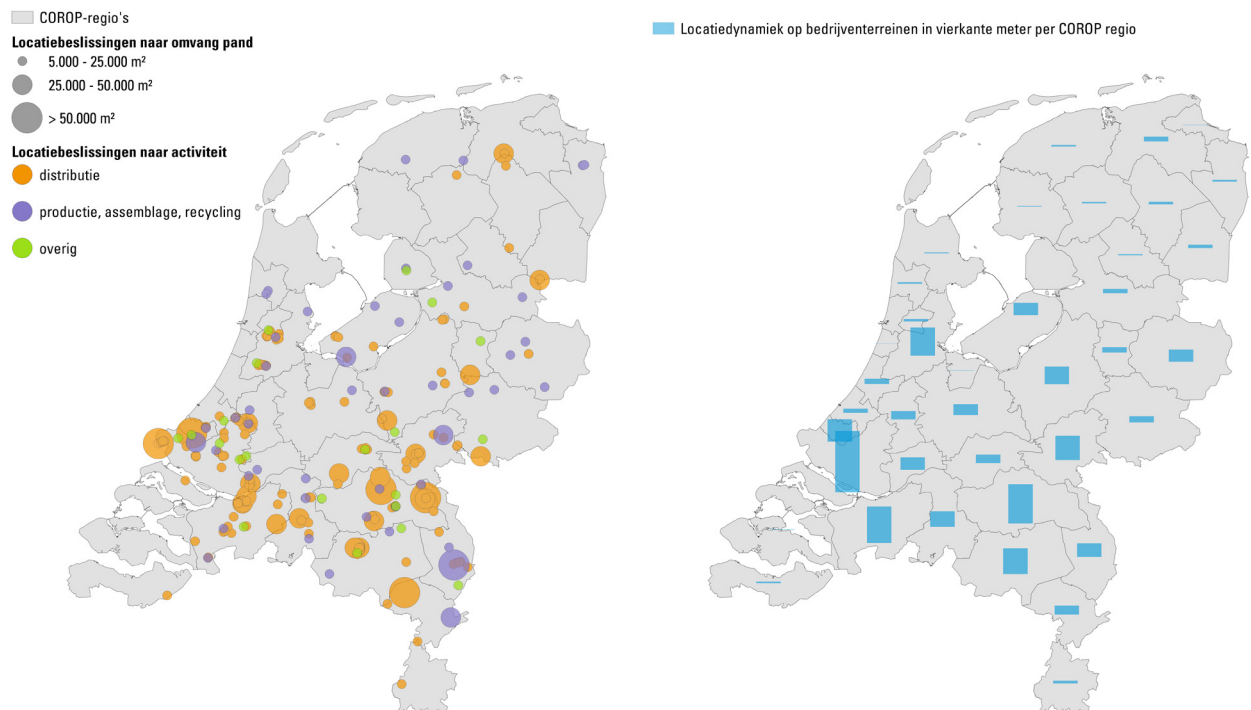 COROP-regio's
Locatiebeslissingen naar omvang pand
5.000 - 25.000 m²
25.000 - 50.000 m²
> 50.000 m²
Locatiebeslissingen naar activiteit
distributie
productie, assemblage, recycling
overig
Locatiedynamiek op bedrijventerreinen in vierkante meter per COROP regio